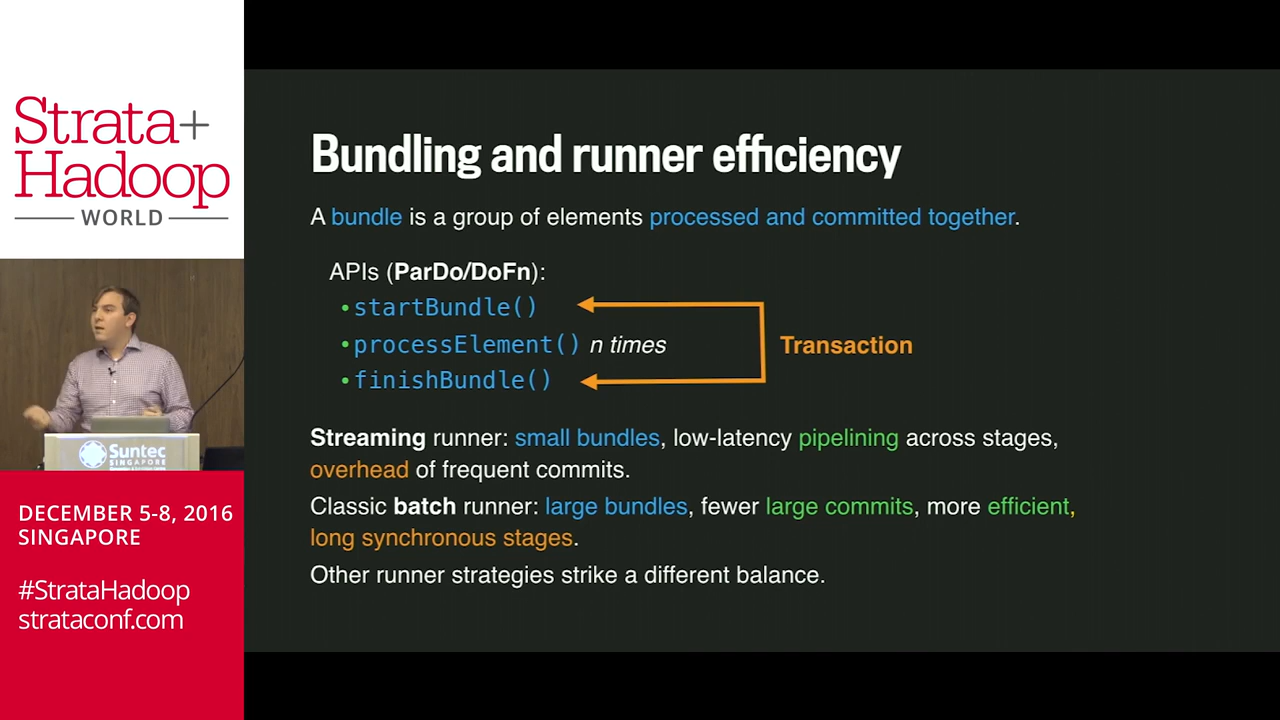 Strata+
Hadoop
WORLD
Suntec
SINGAPORE
DECEMBER 5-8, 2016
SINGAPORE
#StrataHadoop
strataconf.com
Bundling and runner efficiency
A bundle is a group of elements processed and committed together.
APIs (ParDo/DoFn):
•startBundle()
•processElement() n times
•finishBundle()
Transaction
Streaming runner: small bundles, low-latency pipelining across stages,
overhead of frequent commits.
Classic batch runner: large bundles, fewer large commits, more efficient,
long synchronous stages.
Other runner strategies strike a different balance.